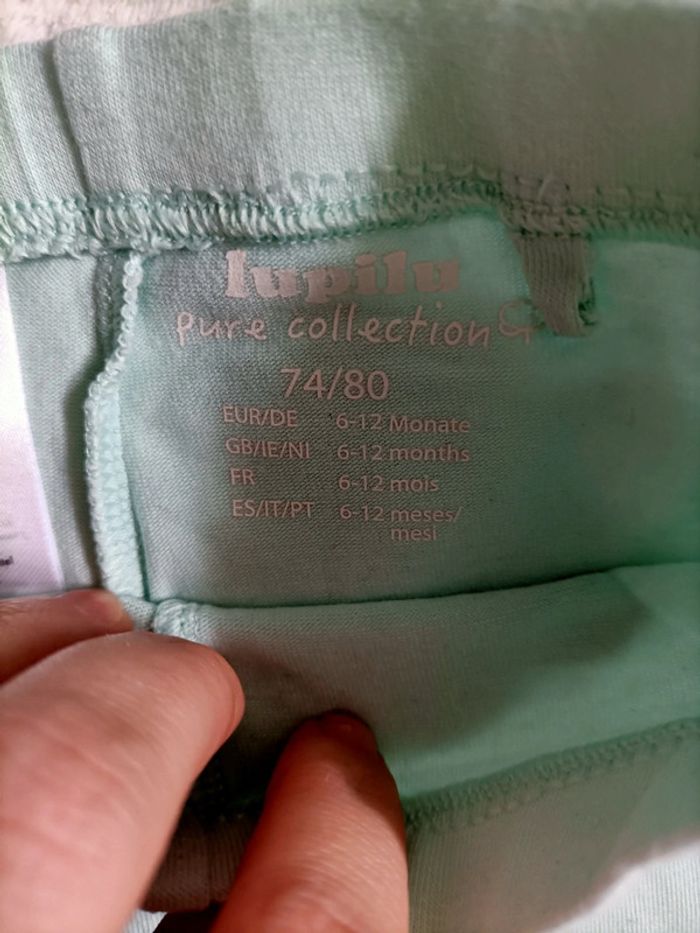 lupilu
pure collection
74/80
EUR/DE 6-12 Monate
GB/IE/NI 6-12 months
FR 6-12 mois
ES/IT/PT 6-12 meses/
mesi